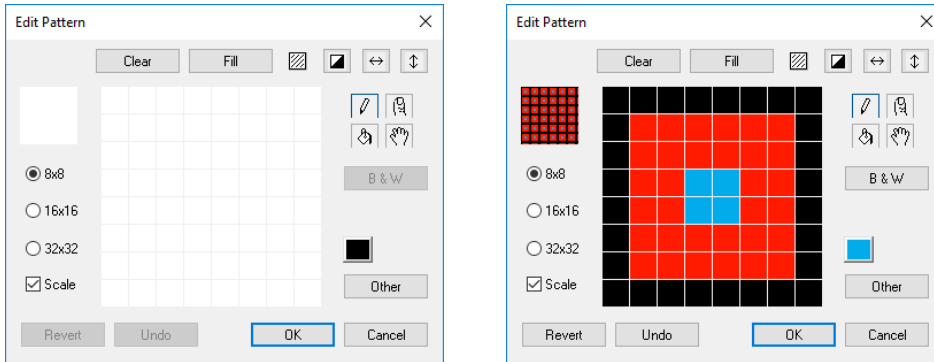 Edit Pattern
Clear Fill
8x8
16x16
32x32
Scale
B & W
Other
Revert Undo OK Cancel
Edit Pattern
Clear Fill
8x8
16x16
32x32
Scale
B & W
Other
Revert Undo OK Cancel